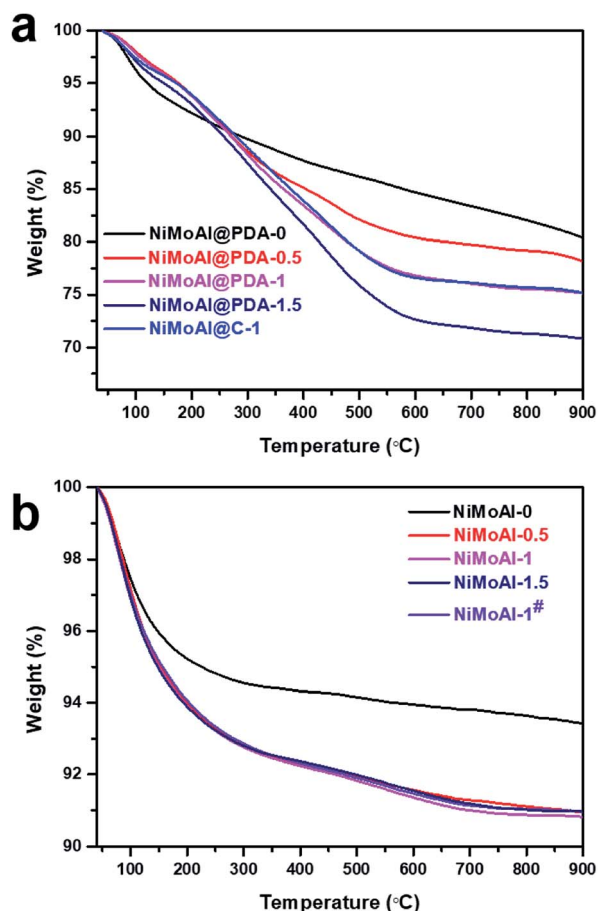 a
100
95
90
85
80
75
70
Weight (%)
NiMoAl@PDA-0
NiMoAl@PDA-0.5
NiMoAl@PDA-1
NiMoAl@PDA-1.5
NiMoAl@C-1
100 200 300 400 500 600 700 800 900
Temperature (°C)
b
100
98
96
94
92
90
Weight (%)
NiMoAl-0
NiMoAl-0.5
NiMoAl-1
NiMoAl-1.5
NiMoAl-1#
100 200 300 400 500 600 700 800 900
Temperature (°C)